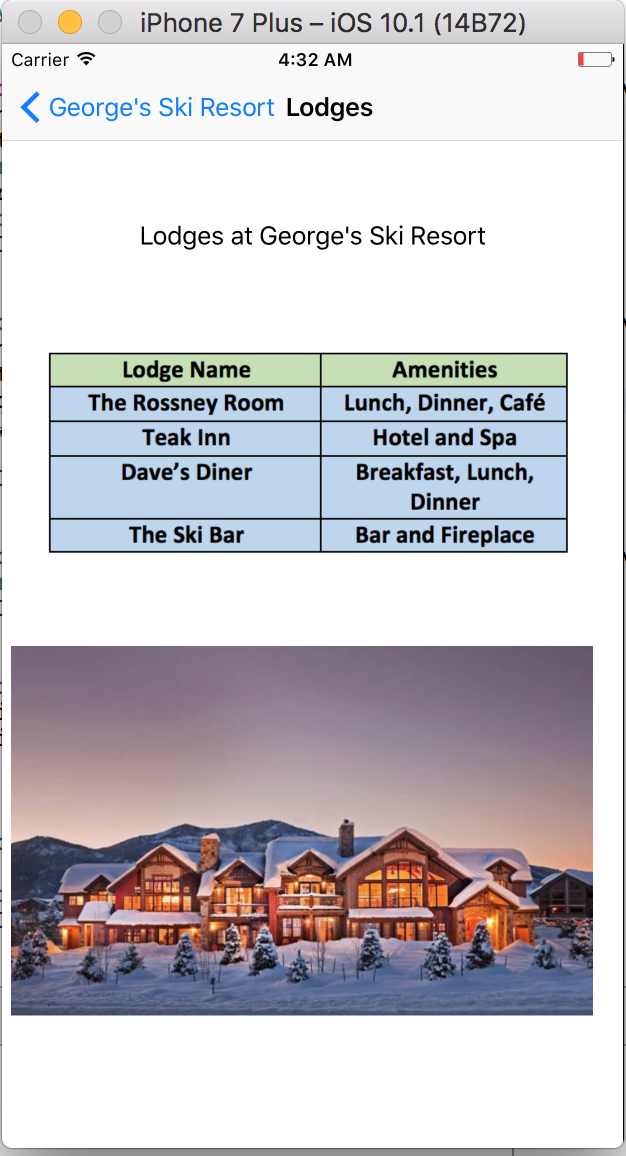 iPhone 7 Plus – iOS 10.1 (14B72)
Carrier 4:32 AM
George's Ski Resort Lodges
Lodges at George's Ski Resort
Lodge Name Amenities
The Rossney Room Lunch, Dinner, Café
Teak Inn Hotel and Spa
Dave’s Diner Breakfast, Lunch,
Dinner
The Ski Bar Bar and Fireplace